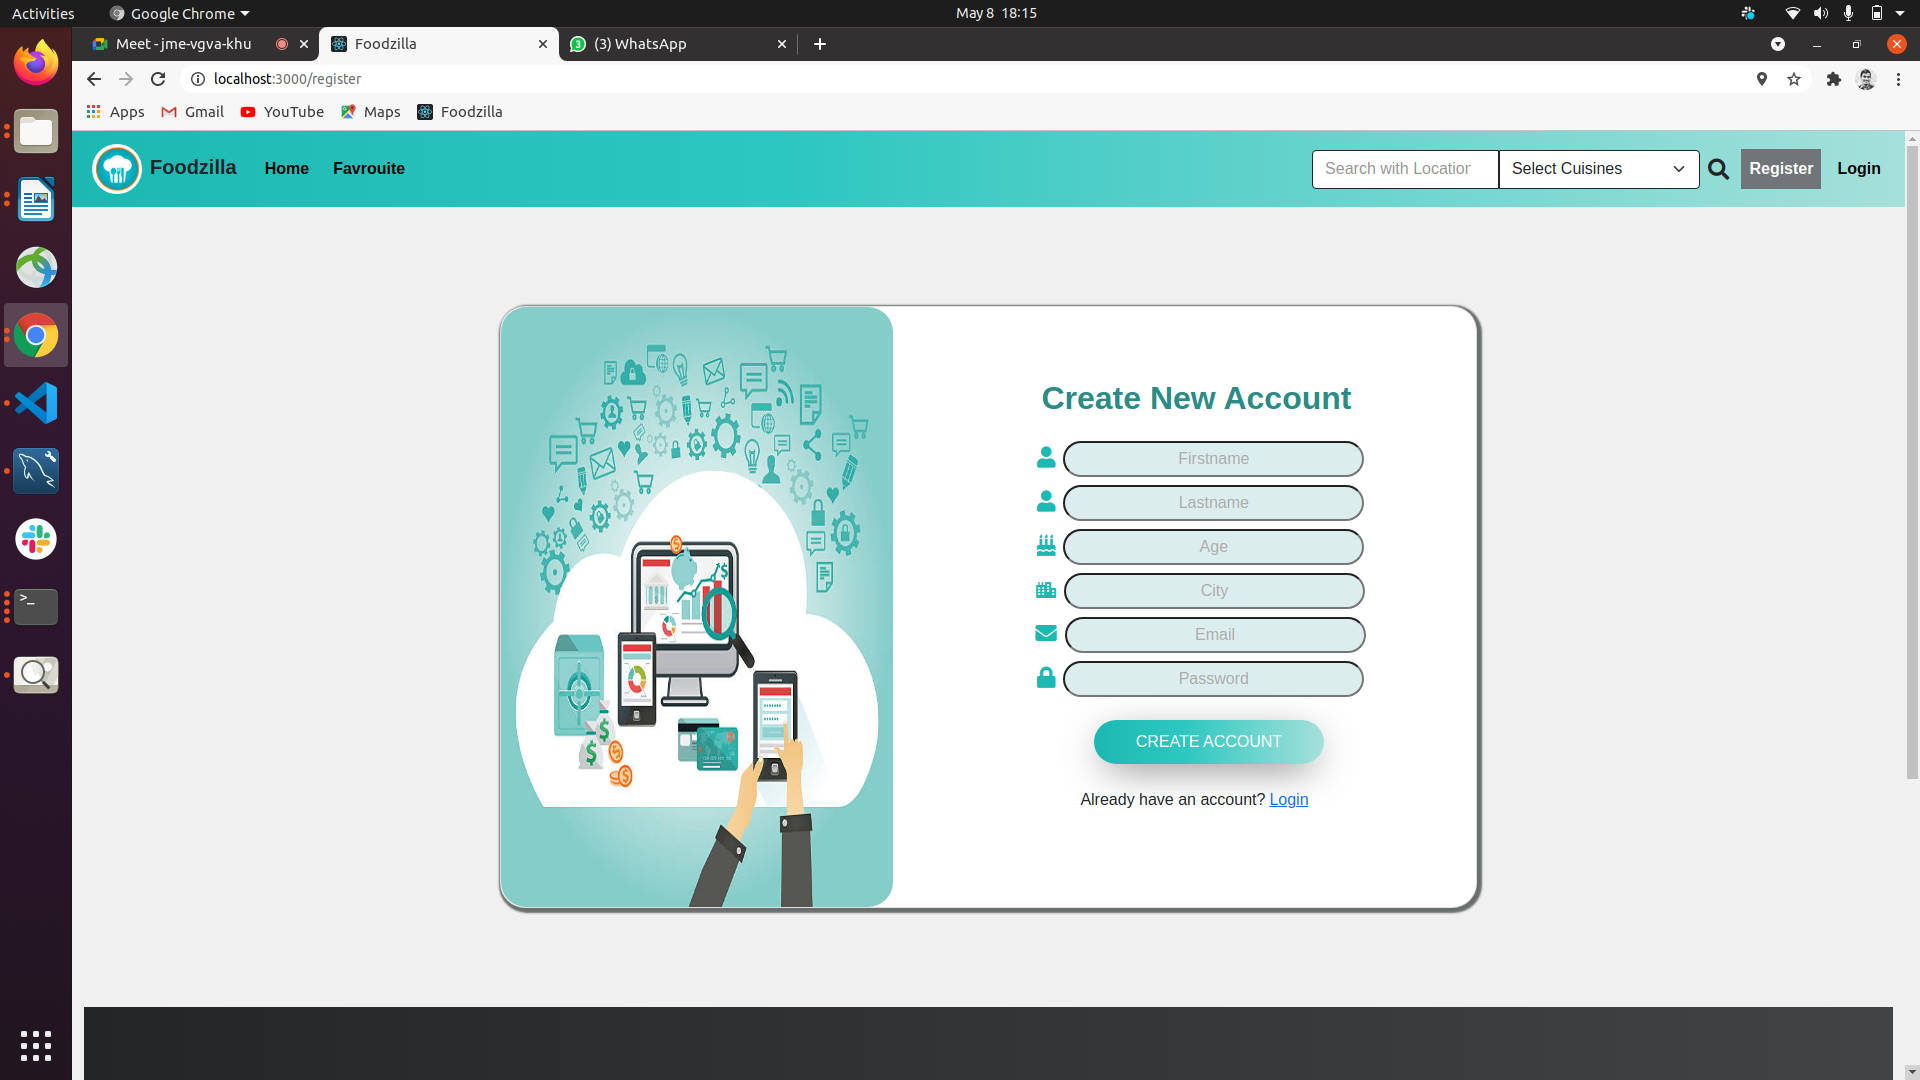 Activities
Google Chrome
May 8 18:15
Meet - jme-vgva-khu
Foodzilla
(3) WhatsApp
localhost:3000/register
Apps
Gmail
YouTube
Maps
Foodzilla
Foodzilla
Home
Favrouite
Search with Location
Select Cuisines
Register
Login
Create New Account
Firstname
Lastname
Age
City
Email
Password
CREATE ACCOUNT
Already have an account? Login